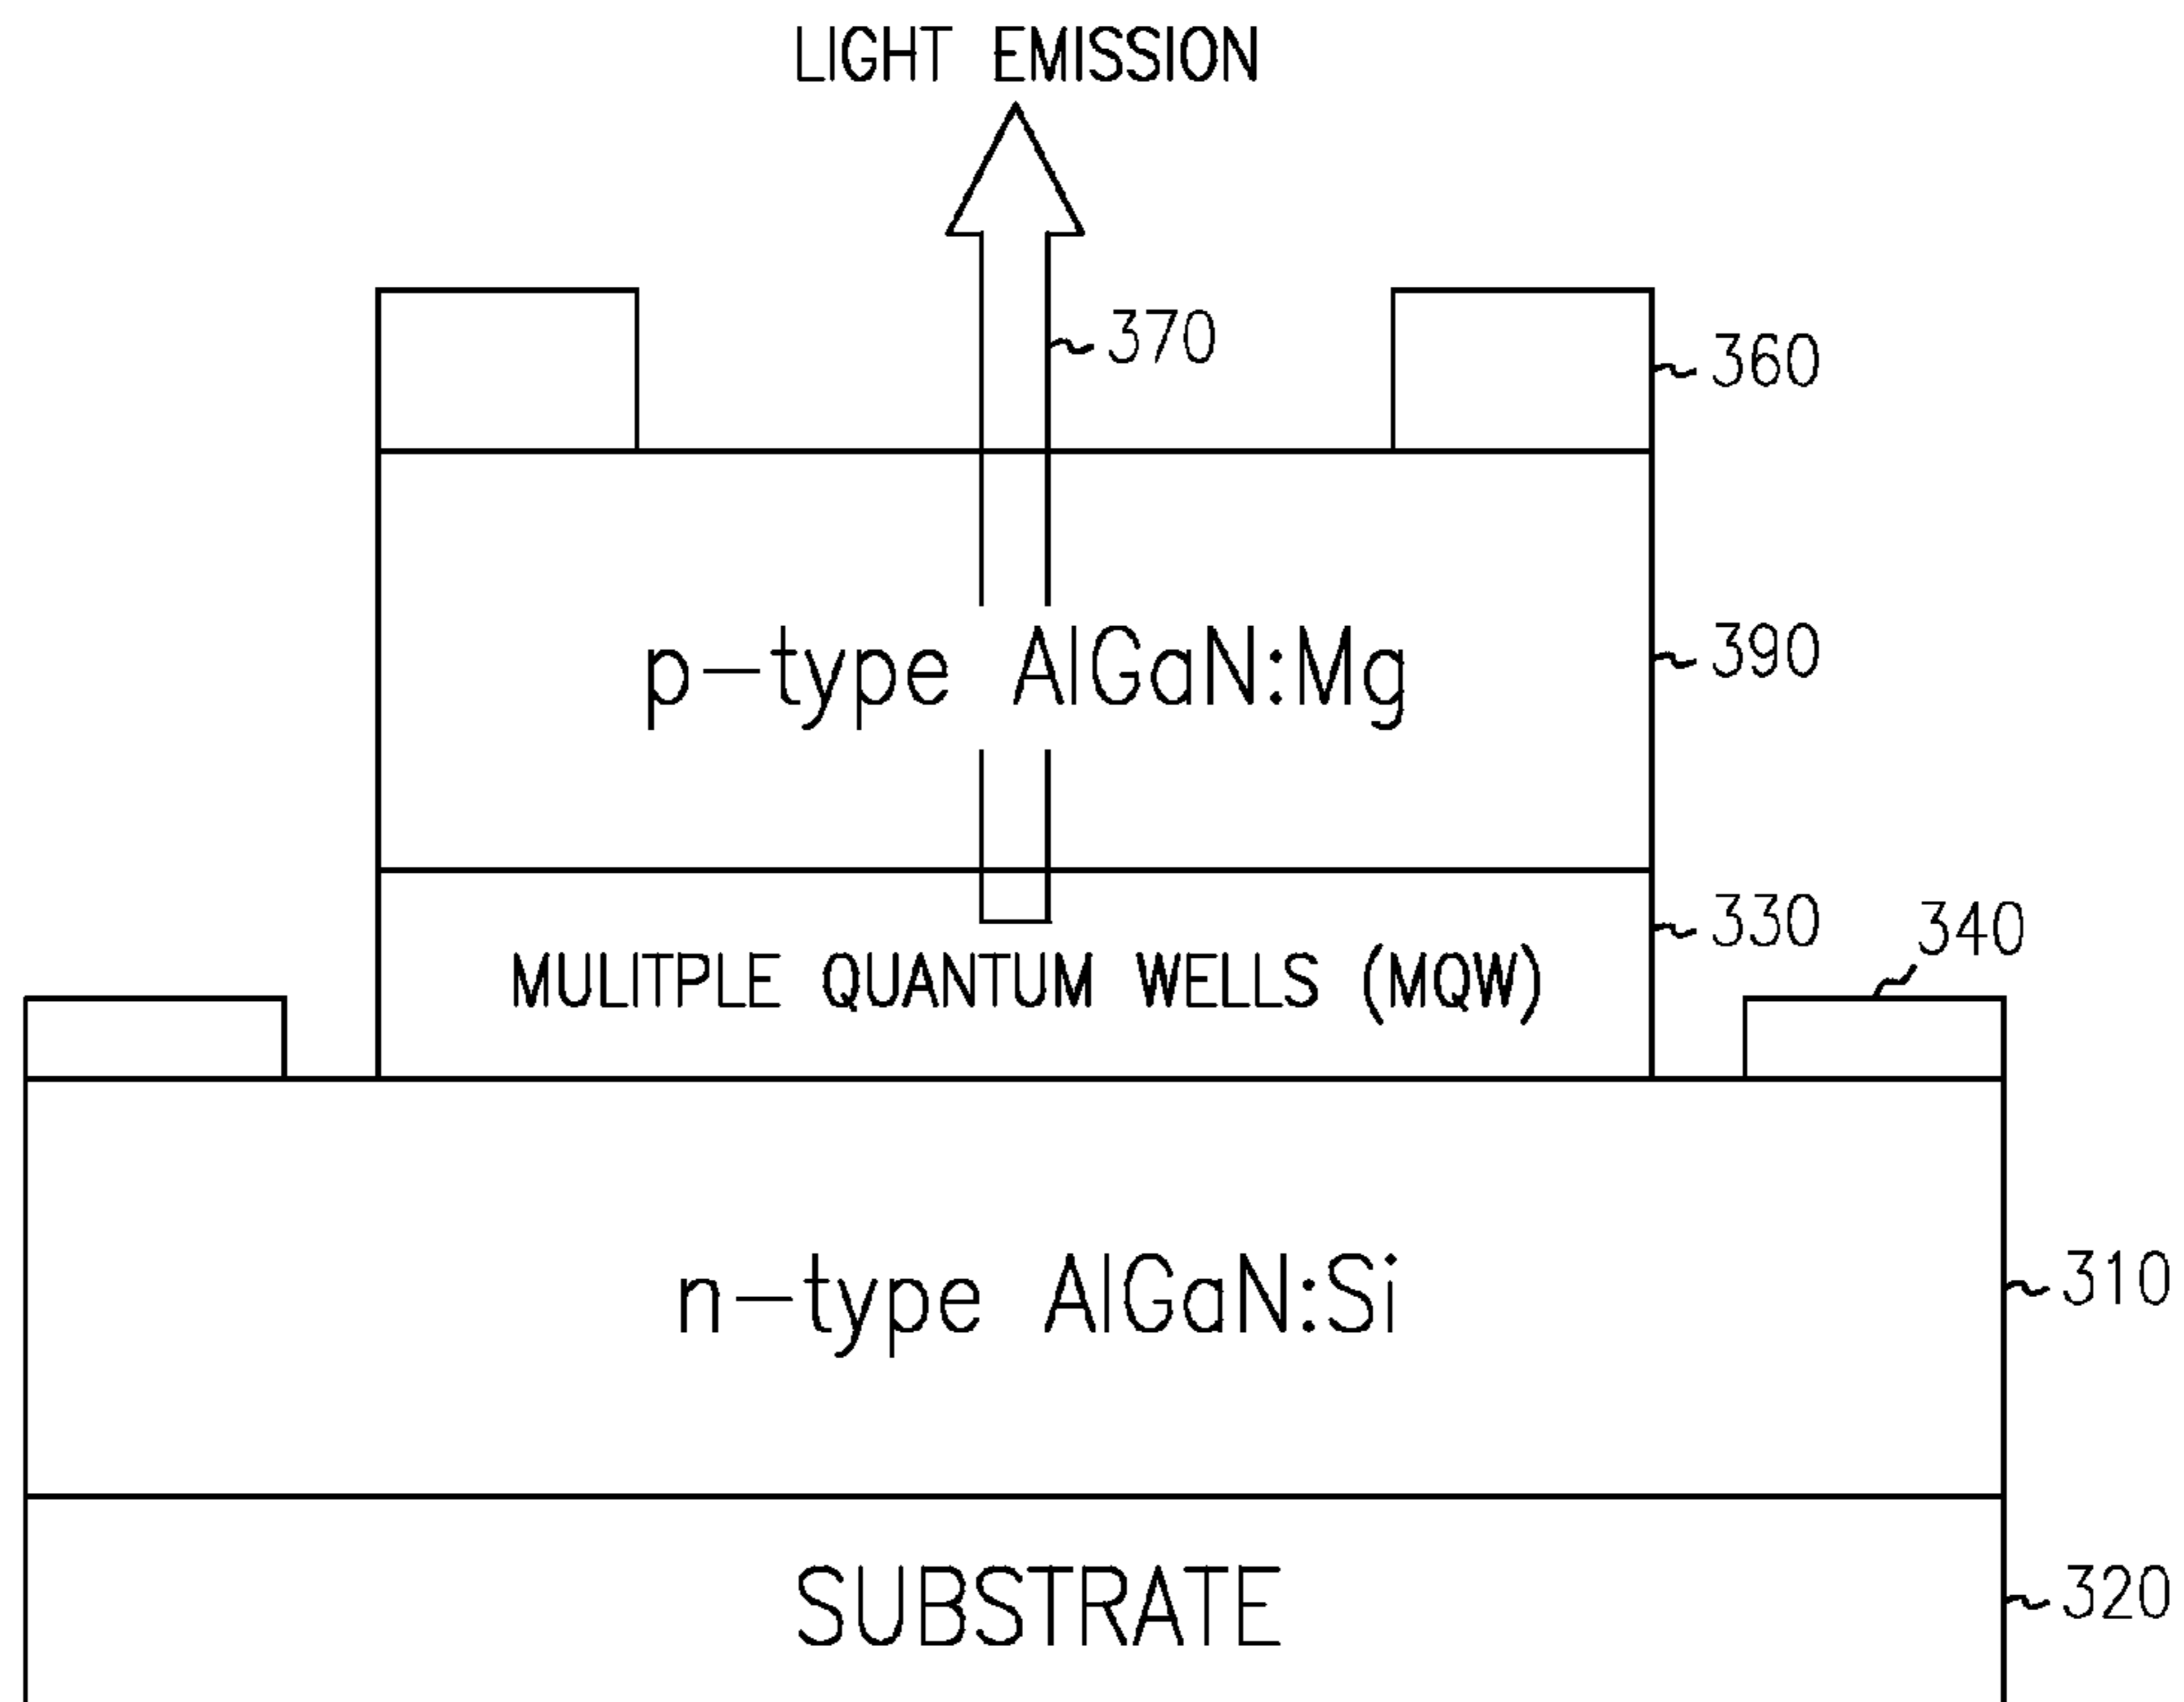 LIGHT EMISSION
370
360
p-type AlGaN:Mg
390
330
340
MULITPLE QUANTUM WELLS (MQW)
n-type AlGaN:Si
310
SUBSTRATE
320